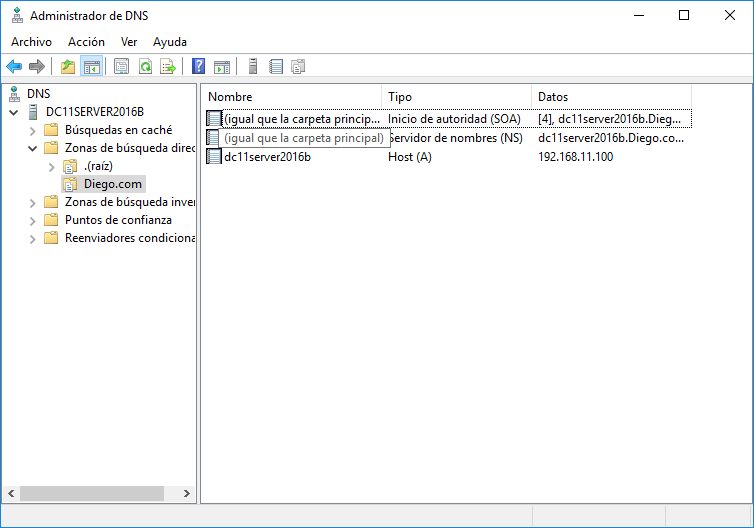 Administrador de DNS
Archivo Acción Ver Ayuda
DNS
DC11SERVER2016B
Búsquedas en caché
Zonas de búsqueda direc
.(raíz)
Diego.com
Zonas de búsqueda inver
Puntos de confianza
Reenviadores condiciona
Nombre Tipo Datos
(igual que la carpeta princip... Inicio de autoridad (SOA) [4], dc11server2016b.Dieg...
(igual que la carpeta principal) Servidor de nombres (NS) dc11server2016b.Diego.co...
dc11server2016b Host (A) 192.168.11.100